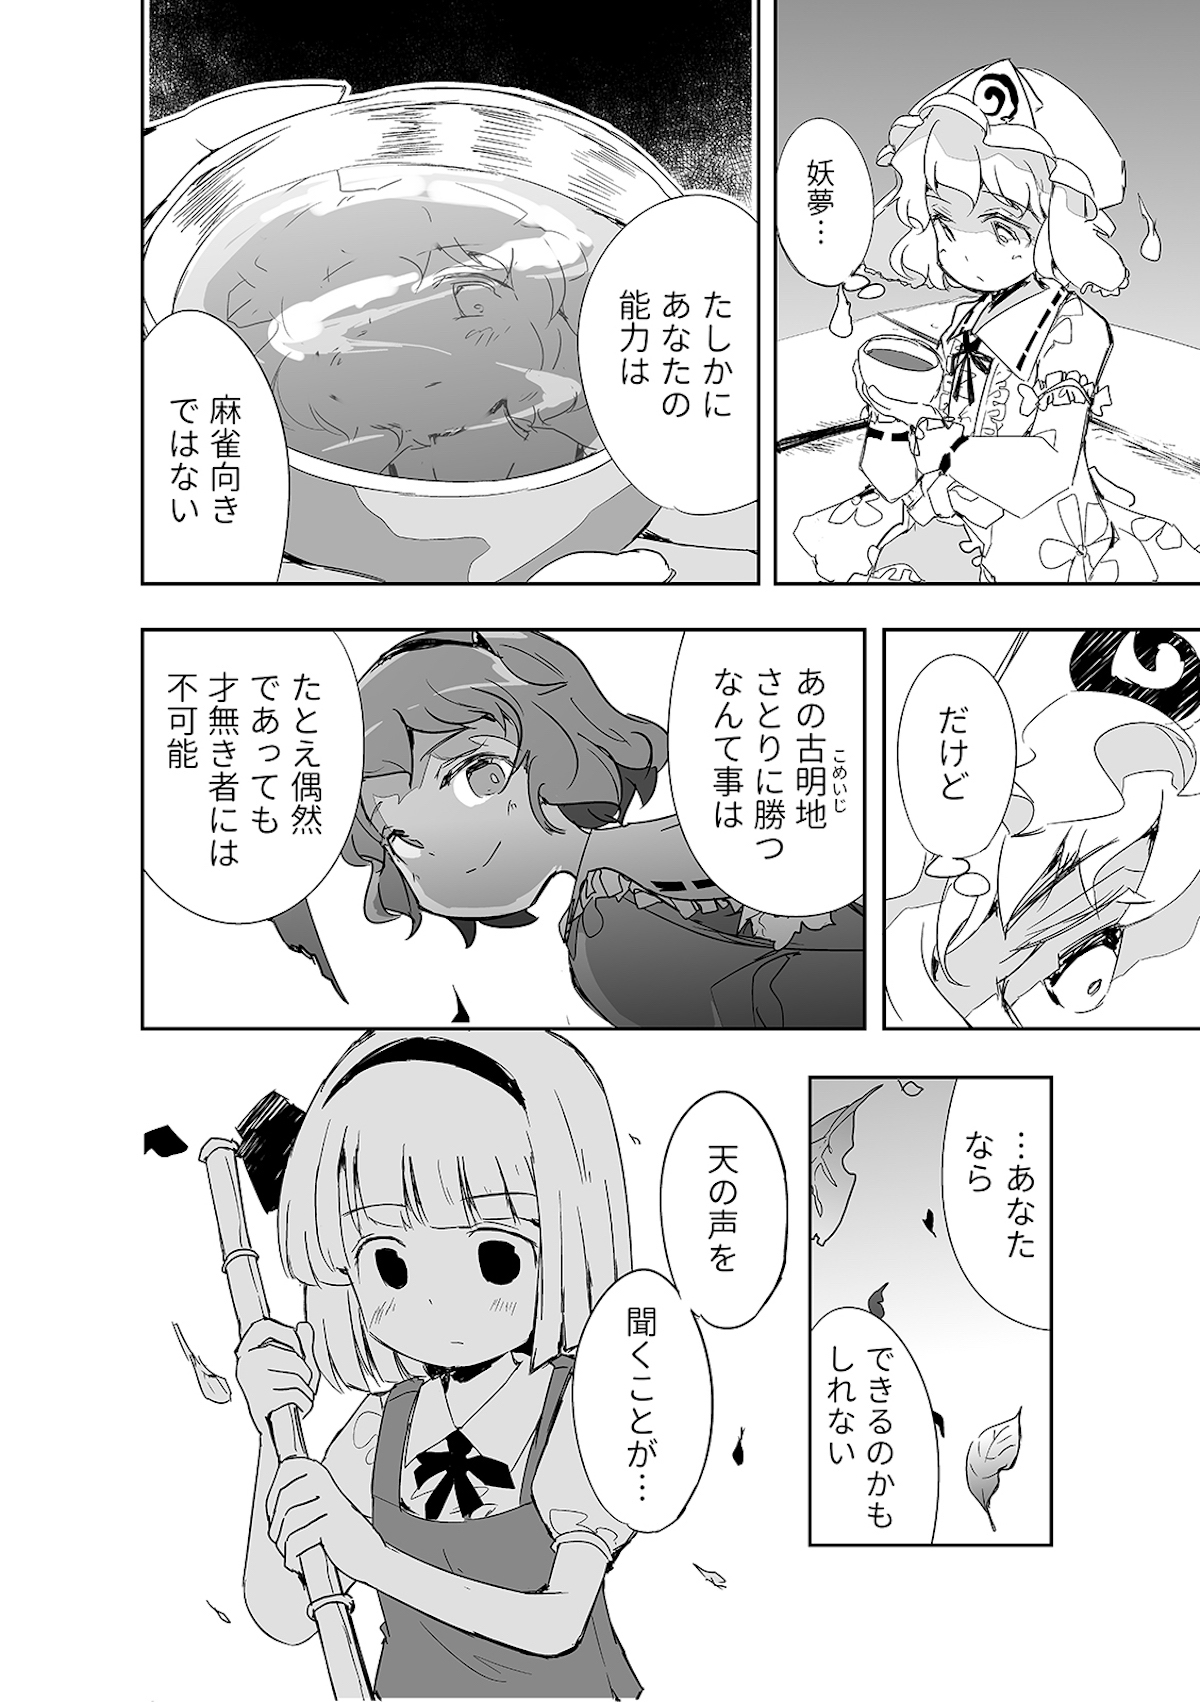 妖夢…
たしかに
あなたの
能力は
麻雀向き
ではない
だけど
あの古明地
こめいじ
さとりに勝つ
なんて事は
たとえ偶然
であっても
才無き者には
不可能
…あなた
なら
できるのかも
しれない
天の声を
聞くことが…